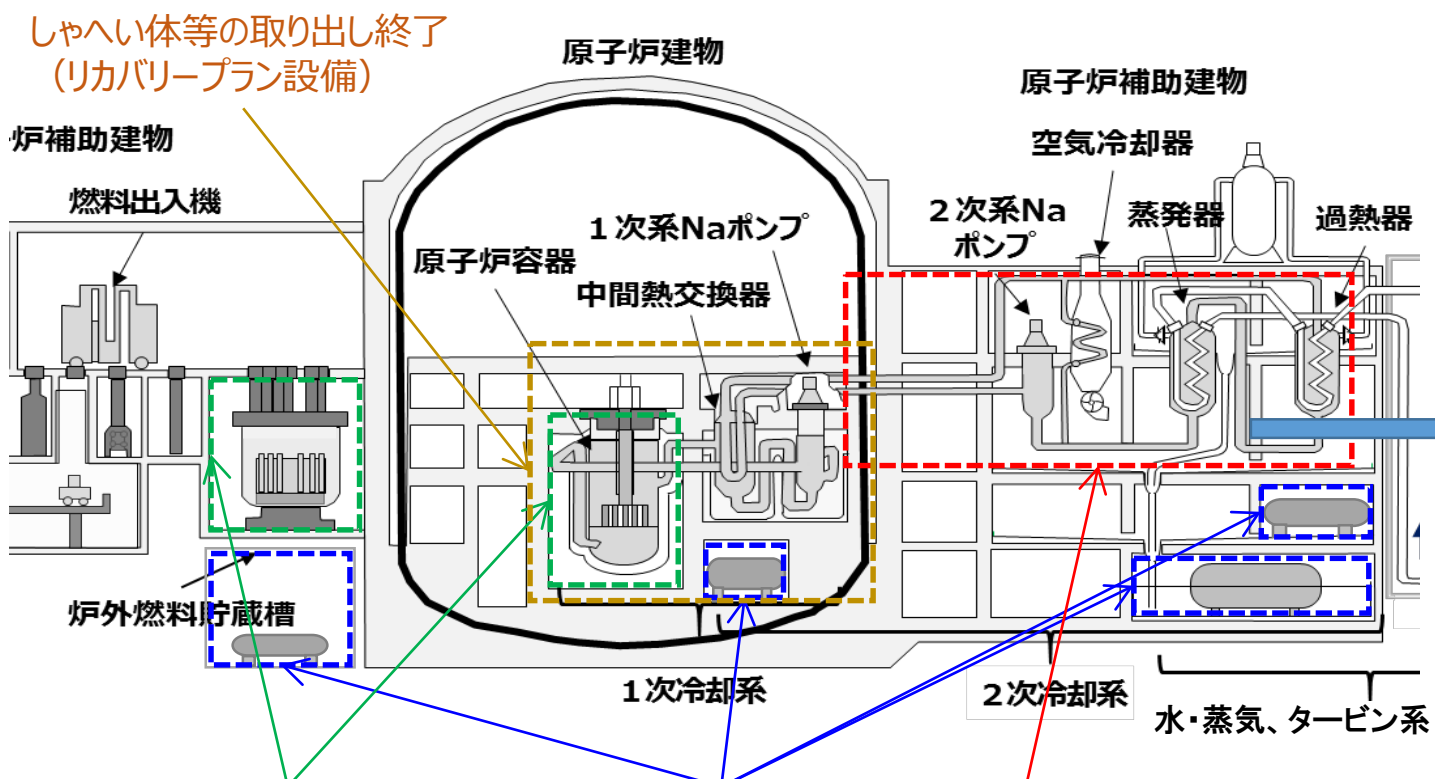 しゃへい体等の取り出し終了
（リカバリープラン設備）
原子炉建物
原子炉補助建物
炉補助建物
空気冷却器
燃料出入機
２次系Na
ポンプ
蒸発器
過熱器
１次系Naポンプ
原子炉容器
中間熱交換器
炉外燃料貯蔵槽
１次冷却系
２次冷却系
水・蒸気、タービン系